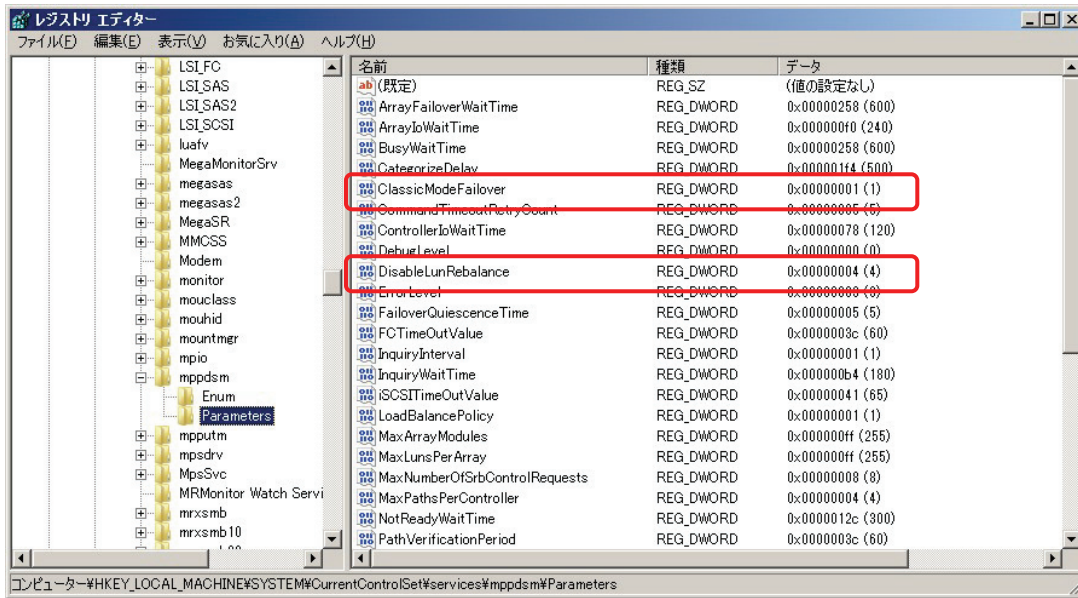 レジストリ エディター
ファイル(F) 編集(E) 表示(V) お気に入り(A) ヘルプ(H)
LSI_FC
LSI_SAS
LSI_SAS2
LSI_SCSI
luafv
MegaMonitorSrv
megasas
megasas2
MegaSR
MMCSS
Modem
monitor
mouclass
mouhid
mountmgr
mpio
mppdsm
Enum
Parameters
mpputm
mpsdrv
MpsSvc
MRMonitor Watch Servi
mrxsmb
mrxsmb10
名前 種類 データ
(既定) REG_SZ (値の設定なし)
ArrayFailoverWaitTime REG_DWORD 0x00000258 (600)
ArrayIoWaitTime REG_DWORD 0x000000f0 (240)
BusyWaitTime REG_DWORD 0x00000258 (600)
CategorizeDelay REG_DWORD 0x000001f4 (500)
ClassicModeFailover REG_DWORD 0x00000001 (1)
CommandTimeoutRetryCount REG_DWORD 0x00000005 (5)
ControllerIoWaitTime REG_DWORD 0x00000078 (120)
DebugLevel REG_DWORD 0x00000000 (0)
DisableLunRebalance REG_DWORD 0x00000004 (4)
ErrorLevel REG_DWORD
FailoverQuiescenceTime REG_DWORD 0x00000005 (5)
FCTimeOutValue REG_DWORD 0x0000003c (60)
InquiryInterval REG_DWORD 0x00000001 (1)
InquiryWaitTime REG_DWORD 0x000000b4 (180)
iSCSITimeOutValue REG_DWORD 0x00000041 (65)
LoadBalancePolicy REG_DWORD 0x00000001 (1)
MaxArrayModules REG_DWORD 0x000000ff (255)
MaxLunsPerArray REG_DWORD 0x000000ff (255)
MaxNumberOfSrbControlRequests REG_DWORD 0x00000008 (8)
MaxPathsPerController REG_DWORD 0x00000004 (4)
NotReadyWaitTime REG_DWORD 0x0000012c (300)
PathVerificationPeriod REG_DWORD 0x0000003c (60)
コンピューター¥HKEY_LOCAL_MACHINE¥SYSTEM¥CurrentControlSet¥services¥mppdsm¥Parameters